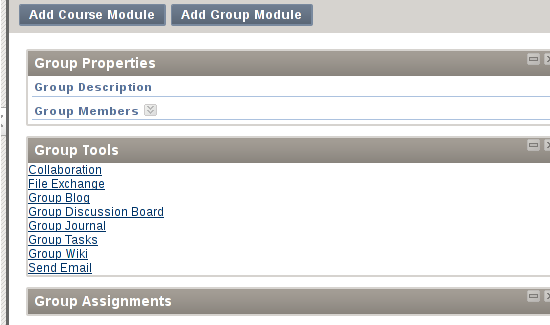 Add Course Module Add Group Module
Group Properties
Group Description
Group Members
Group Tools
Collaboration
File Exchange
Group Blog
Group Discussion Board
Group Journal
Group Tasks
Group Wiki
Send Email
Group Assignments